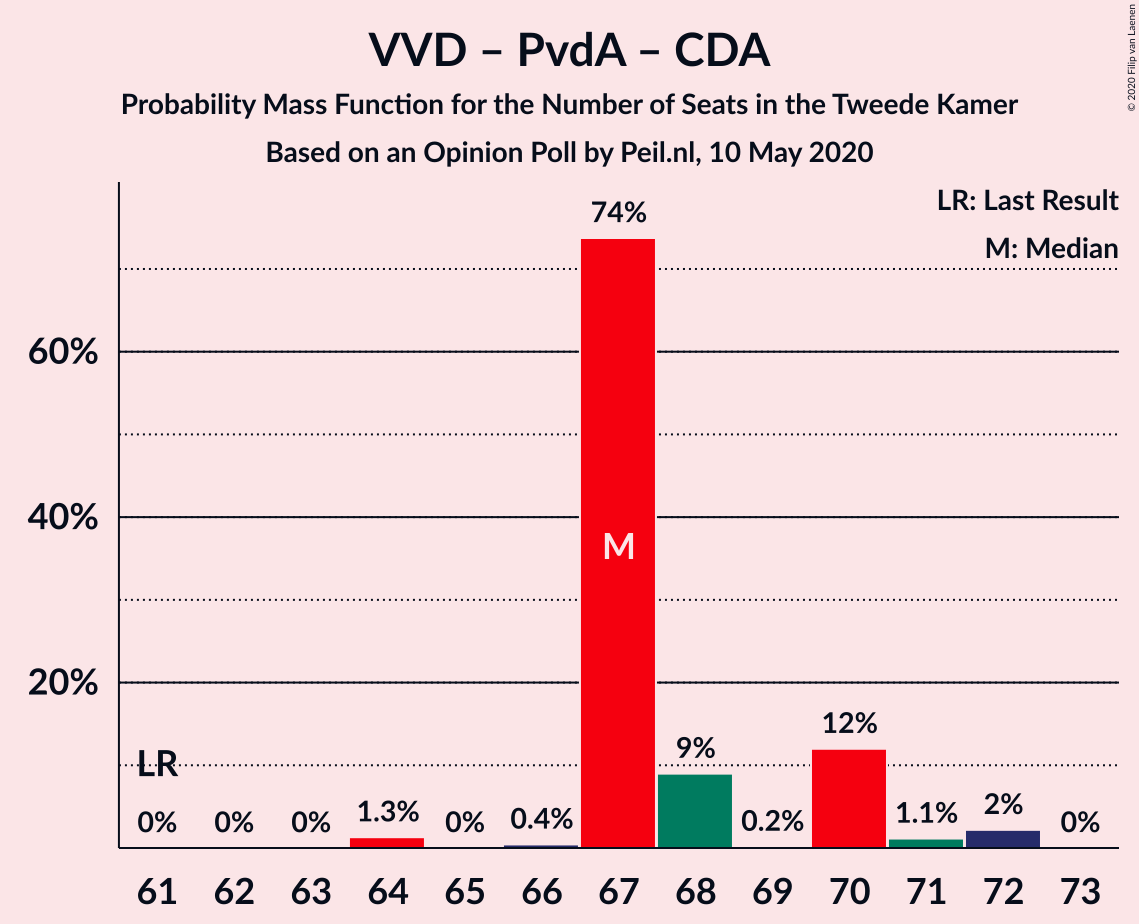 VVD – PvdA – CDA
Probability Mass Function for the Number of Seats in the Tweede Kamer
Based on an Opinion Poll by Peil.nl, 10 May 2020
© 2020 Filip van Laenen
LR: Last Result
M: Median
60%
40%
20%
LR
M
0% 0% 0% 1.3% 0% 0.4% 74% 9% 0.2% 12% 1.1% 2% 0%
61 62 63 64 65 66 67 68 69 70 71 72 73